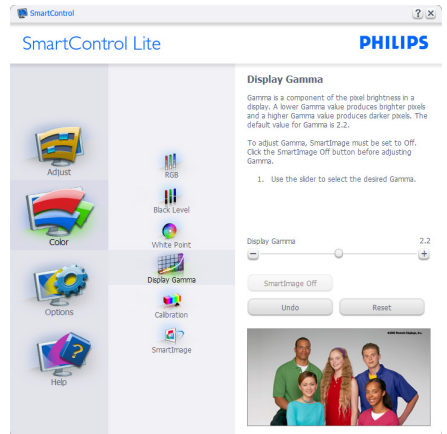 SmartControl
SmartControl Lite
PHILIPS
Adjust
Color
Options
Help
RGB
Black Level
White Point
Display Gamma
Calibration
SmartImage
Display Gamma
Gamma is a component of the pixel brightness in a
display. A lower Gamma value produces brighter pixels
and a higher Gamma value produces darker pixels. The
default value for Gamma is 2.2.
To adjust Gamma, SmartImage must be set to Off.
Click the SmartImage Off button before adjusting
Gamma.
1. Use the slider to select the desired Gamma.
Display Gamma 2.2
SmartImage Off
Undo Reset